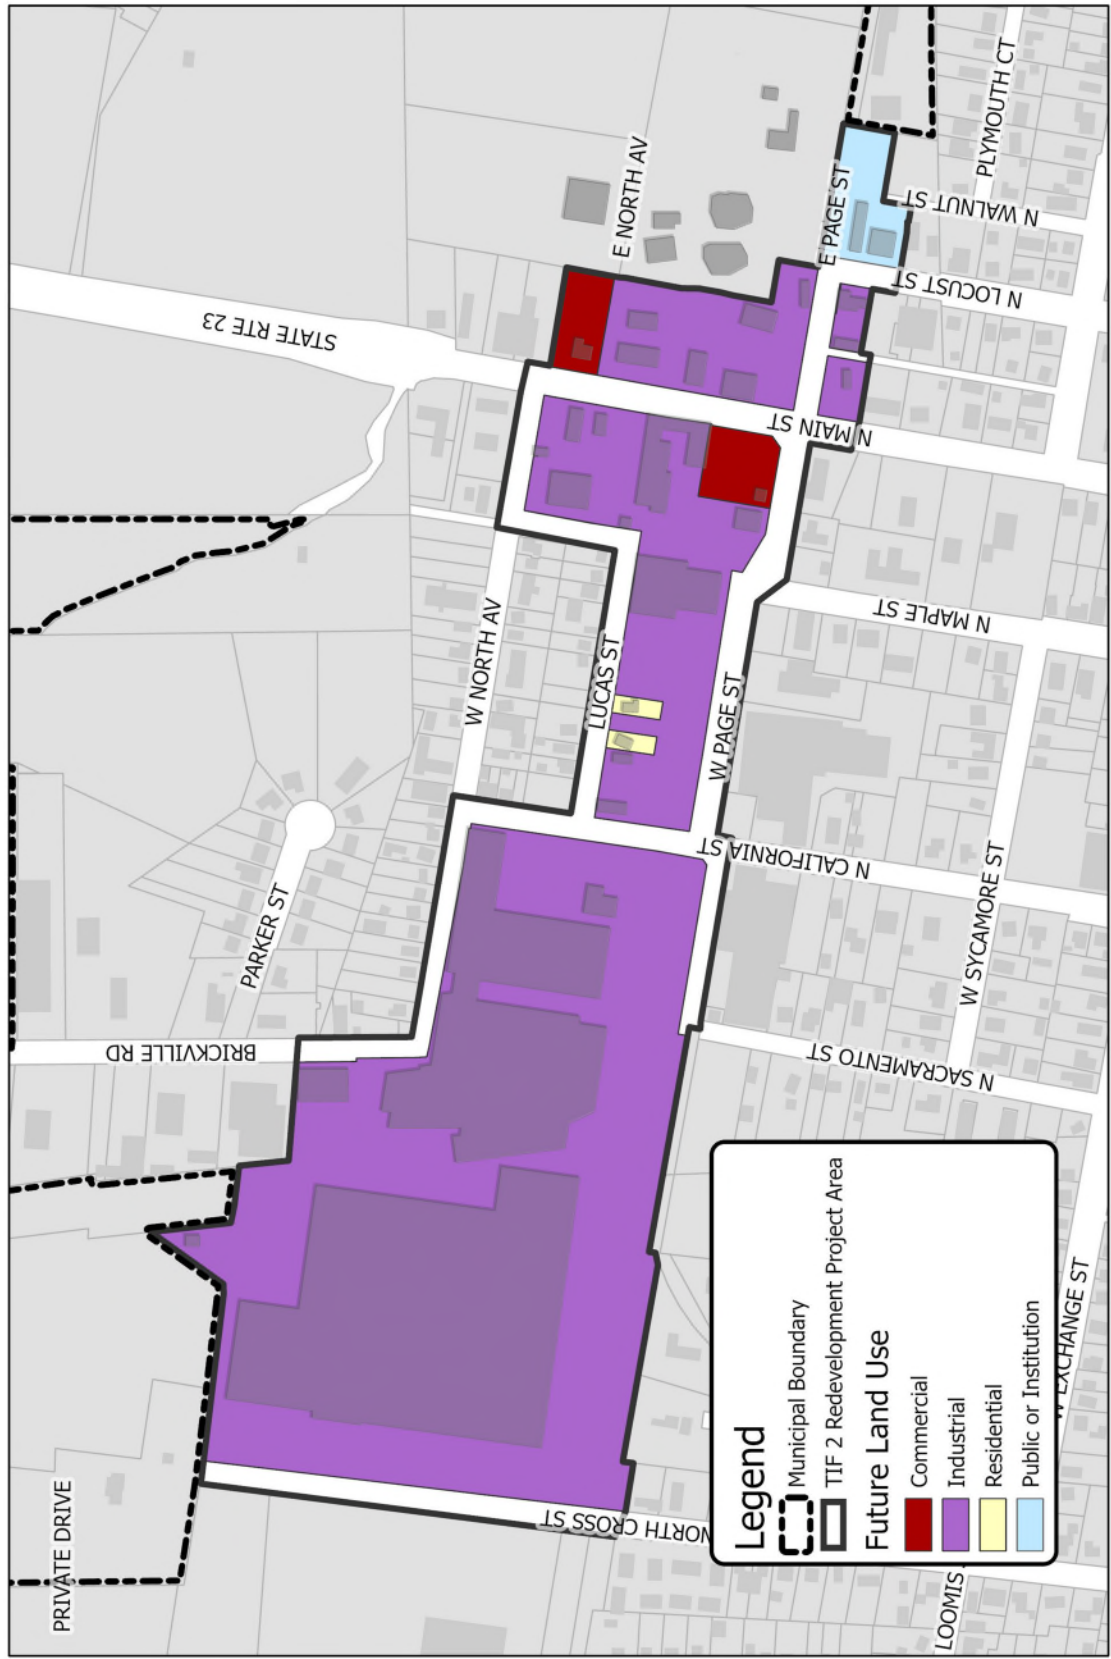 PRIVATE DRIVE
BRICKVILLE RD
PARKER ST
STATE RTE 23
W NORTH AV
E NORTH AV
LUCAS ST
W PAGE ST
E PAGE ST
N MAIN ST
N LOCUST ST
N WALNUT ST
PLYMOUTH CT
N MAPLE ST
N CALIFORNIA ST
W SYCAMORE ST
N SACRAMENTO ST
NORTH CROSS ST
LOOMIS
W EXCHANGE ST
Legend
Municipal Boundary
TIF 2 Redevelopment Project Area
Future Land Use
Commercial
Industrial
Residential
Public or Institution